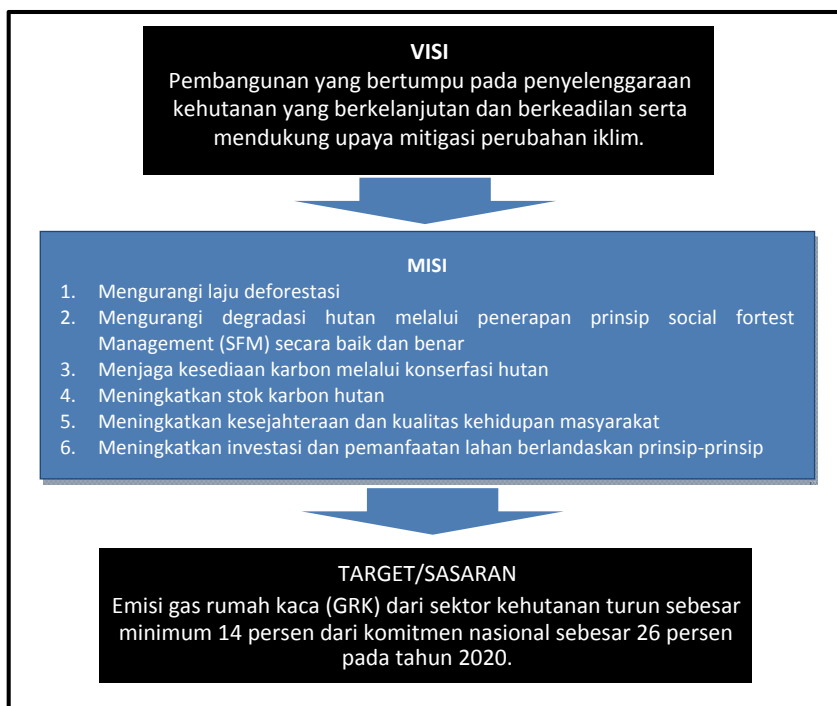 VISI
Pembangunan yang bertumpu pada penyelenggaraan
kehutanan yang berkelanjutan dan berkeadilan serta
mendukung upaya mitigasi perubahan iklim.
MISI
1. Mengurangi laju deforestasi
2. Mengurangi degradasi hutan melalui penerapan prinsip social fortest
Management (SFM) secara baik dan benar
3. Menjaga kesediaan karbon melalui konserfasi hutan
4. Meningkatkan stok karbon hutan
5. Meningkatkan kesejahteraan dan kualitas kehidupan masyarakat
6. Meningkatkan investasi dan pemanfaatan lahan berlandaskan prinsip-prinsip
TARGET/SASARAN
Emisi gas rumah kaca (GRK) dari sektor kehutanan turun sebesar
minimum 14 persen dari komitmen nasional sebesar 26 persen
pada tahun 2020.